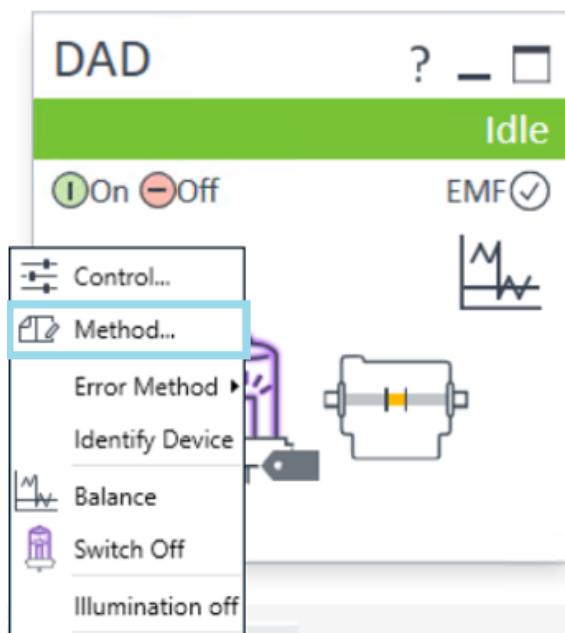 DAD ?
Idle
On Off EMF
Control...
Method...
Error Method
Identify Device
Balance
Switch Off
Illumination off